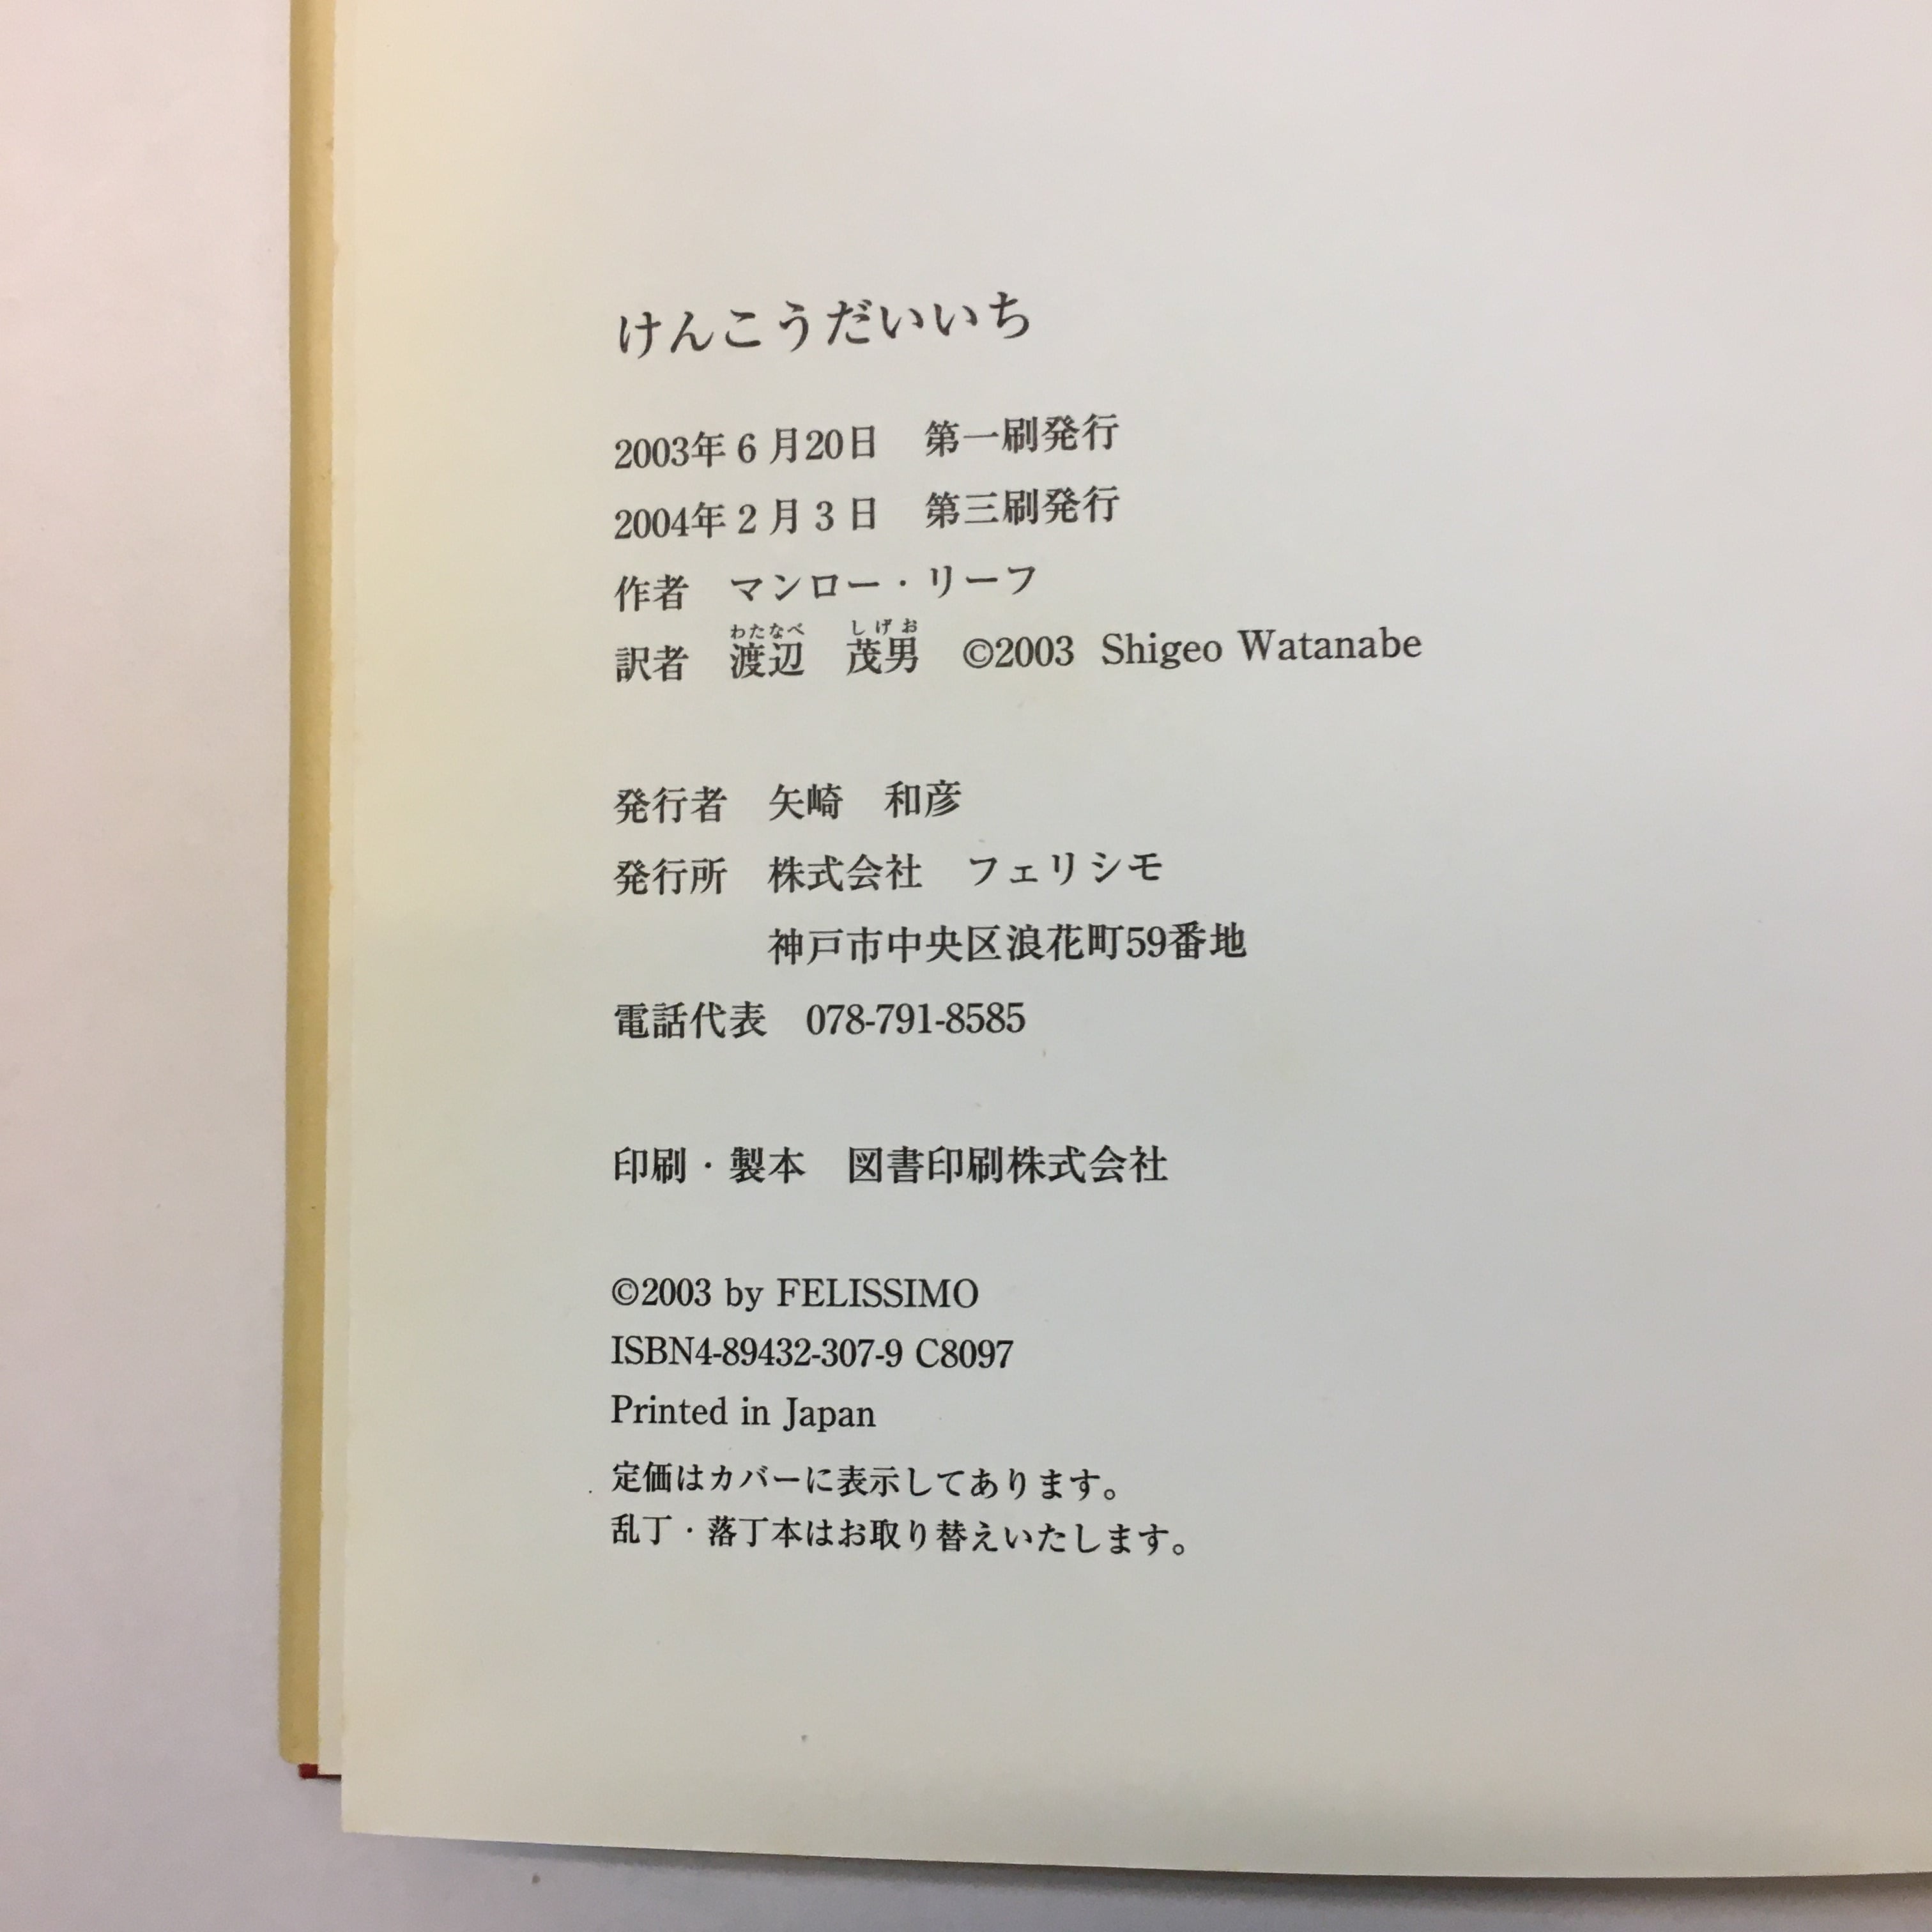 けんこうだいいち
2003年6月20日　第一刷発行
2004年2月3日　第三刷発行
作者　マンロー・リーフ
わたなべ　しげお
訳者　渡辺　茂男　©2003 Shigeo Watanabe
発行者　矢崎　和彦
発行所　株式会社　フェリシモ
神戸市中央区浪花町59番地
電話代表　078-791-8585
印刷・製本　図書印刷株式会社
©2003 by FELISSIMO
ISBN4-89432-307-9 C8097
Printed in Japan
定価はカバーに表示してあります。
乱丁・落丁本はお取り替えいたします。